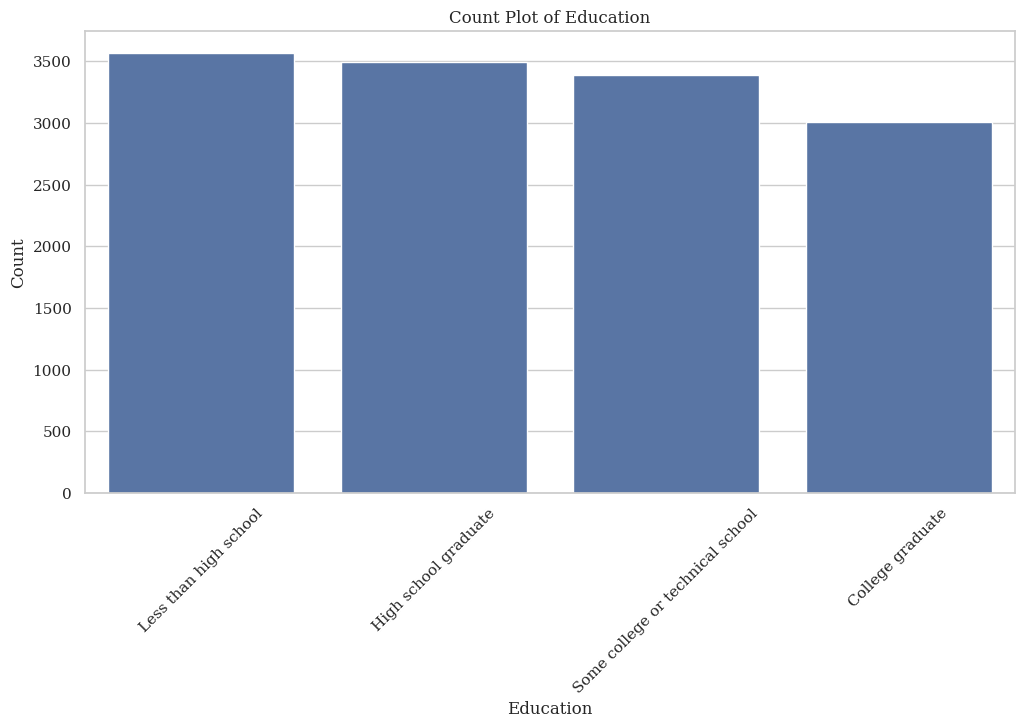 Count Plot of Education
Count
3500
3000
2500
2000
1500
1000
500
0
Less than high school
High school graduate
Some college or technical school
College graduate
Education